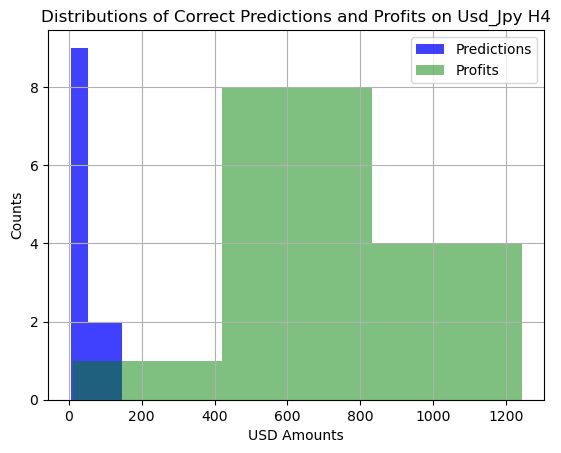 Distributions of Correct Predictions and Profits on Usd_Jpy H4
Predictions
Profits
Counts
8
6
4
2
0
0 200 400 600 800 1000 1200
USD Amounts